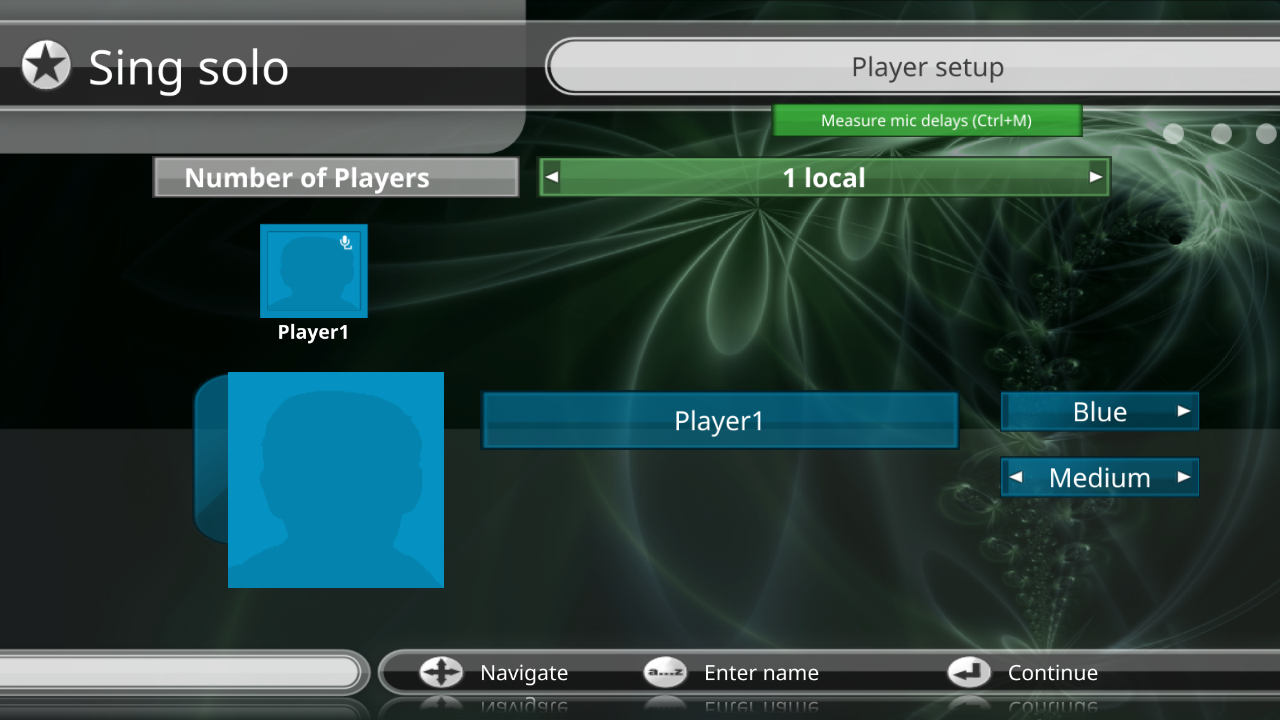 Sing solo
Player setup
Measure mic delays (Ctrl+M)
Number of Players
1 local
Player1
Player1
Blue
Medium
a...z
Navigate
Enter name
Continue